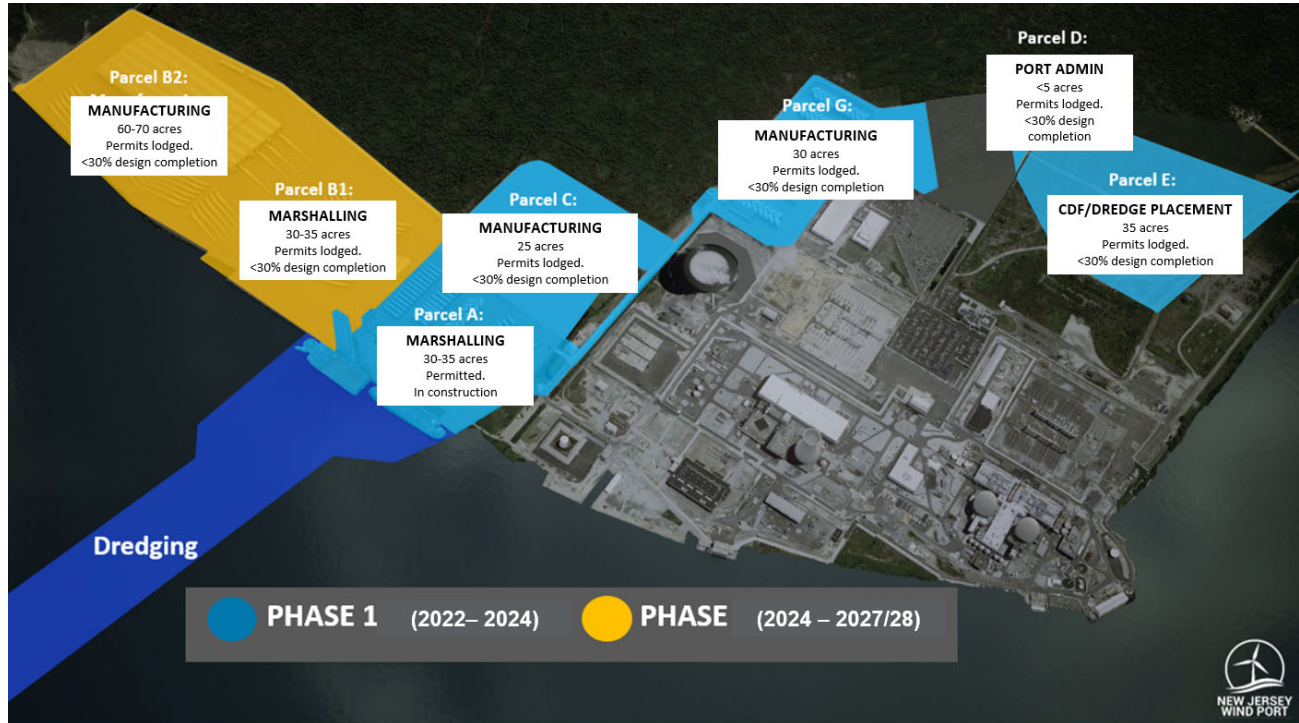 Parcel B2:
MANUFACTURING
60-70 acres
Permits lodged.
<30% design completion
Parcel B1:
MARSHALLING
30-35 acres
Permits lodged.
<30% design completion
Parcel C:
MANUFACTURING
25 acres
Permits lodged.
<30% design completion
Parcel A:
MARSHALLING
30-35 acres
Permitted.
In construction
Parcel G:
MANUFACTURING
30 acres
Permits lodged.
<30% design completion
Parcel D:
PORT ADMIN
<5 acres
Permits lodged.
<30% design
completion
Parcel E:
CDF/DREDGE PLACEMENT
35 acres
Permits lodged.
<30% design completion
Dredging
PHASE 1 (2022– 2024) PHASE (2024 – 2027/28)
NEW JERSEY
WIND PORT